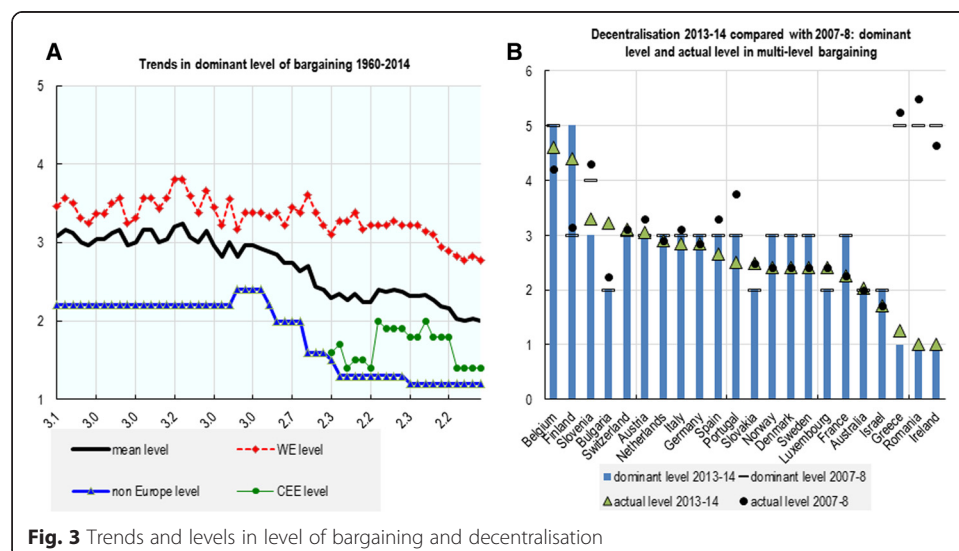 A
Trends in dominant level of bargaining 1960-2014
5
4
3
2
1
3.1
3.0
3.0
3.2
3.0
3.0
2.7
2.3
2.2
2.3
2.2
mean level
WE level
non Europe level
CEE level
B
Decentralisation 2013-14 compared with 2007-8: dominant
level and actual level in multi-level bargaining
6
5
4
3
2
1
0
Belgium
Finland
Slovenia
Bulgaria
Switzerland
Austria
Netherlands
Italy
Germany
Spain
Portugal
Slovakia
Norway
Denmark
Sweden
Luxembourg
France
Australia
Israel
Greece
Romania
Ireland
dominant level 2013-14
dominant level 2007-8
actual level 2013-14
actual level 2007-8
Fig. 3 Trends and levels in level of bargaining and decentralisation